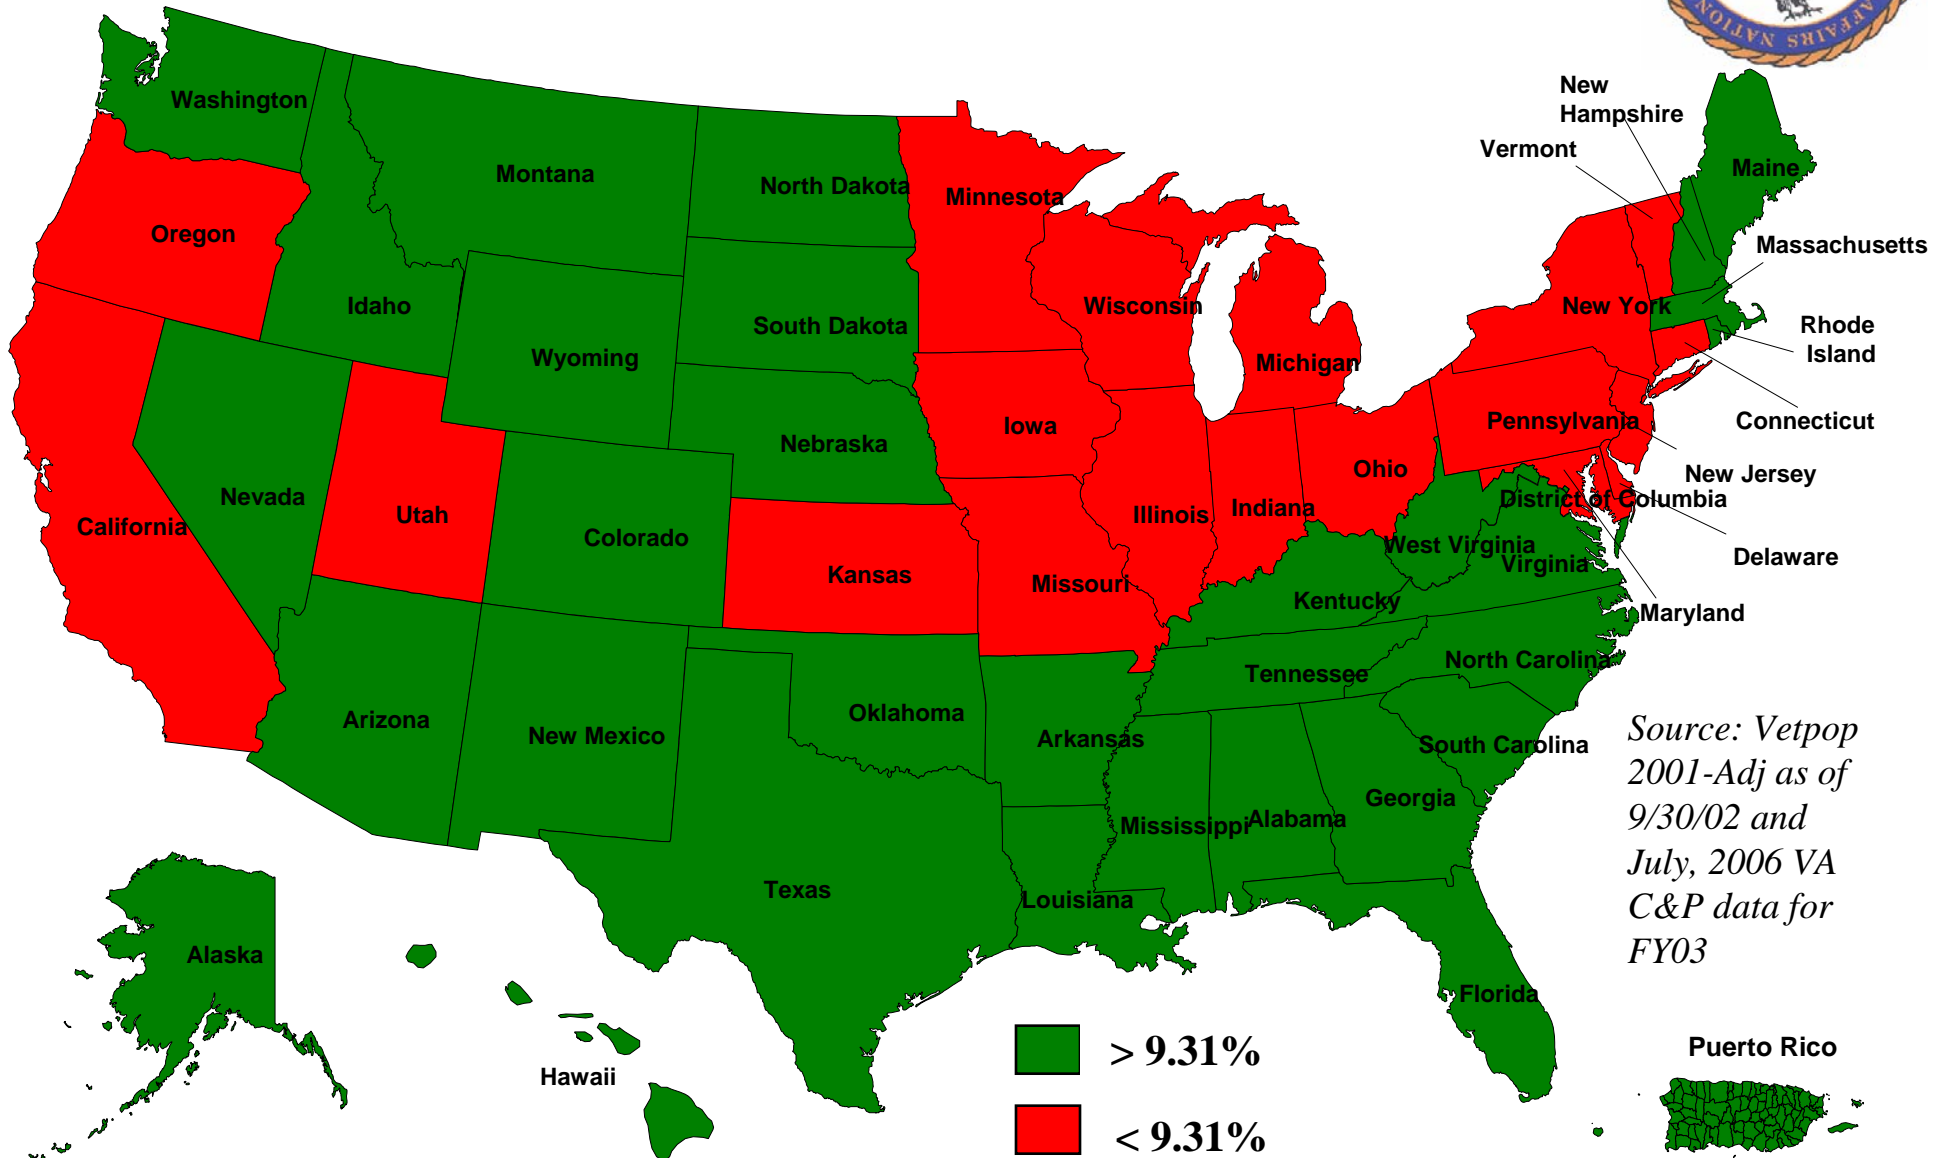 AFFAIRS NATION
New
Hampshire
Vermont
Washington
Montana
North Dakota
Minnesota
Maine
Oregon
Massachusetts
Idaho
South Dakota
Wisconsin
New York
Rhode
Island
Wyoming
Michigan
Nebraska
Iowa
Pennsylvania
Connecticut
Ohio
New Jersey
Nevada
Utah
California
Colorado
Illinois
Indiana
District of Columbia
West Virginia
Virginia
Delaware
Kansas
Missouri
Kentucky
Maryland
Tennessee
North Carolina
Arizona
New Mexico
Oklahoma
Arkansas
South Carolina
Source: Vetpop
2001-Adj as of
9/30/02 and
July, 2006 VA
C&P data for
FY03
Georgia
Mississippi
Alabama
Texas
Louisiana
Alaska
Florida
Hawaii
> 9.31%
Puerto Rico
< 9.31%